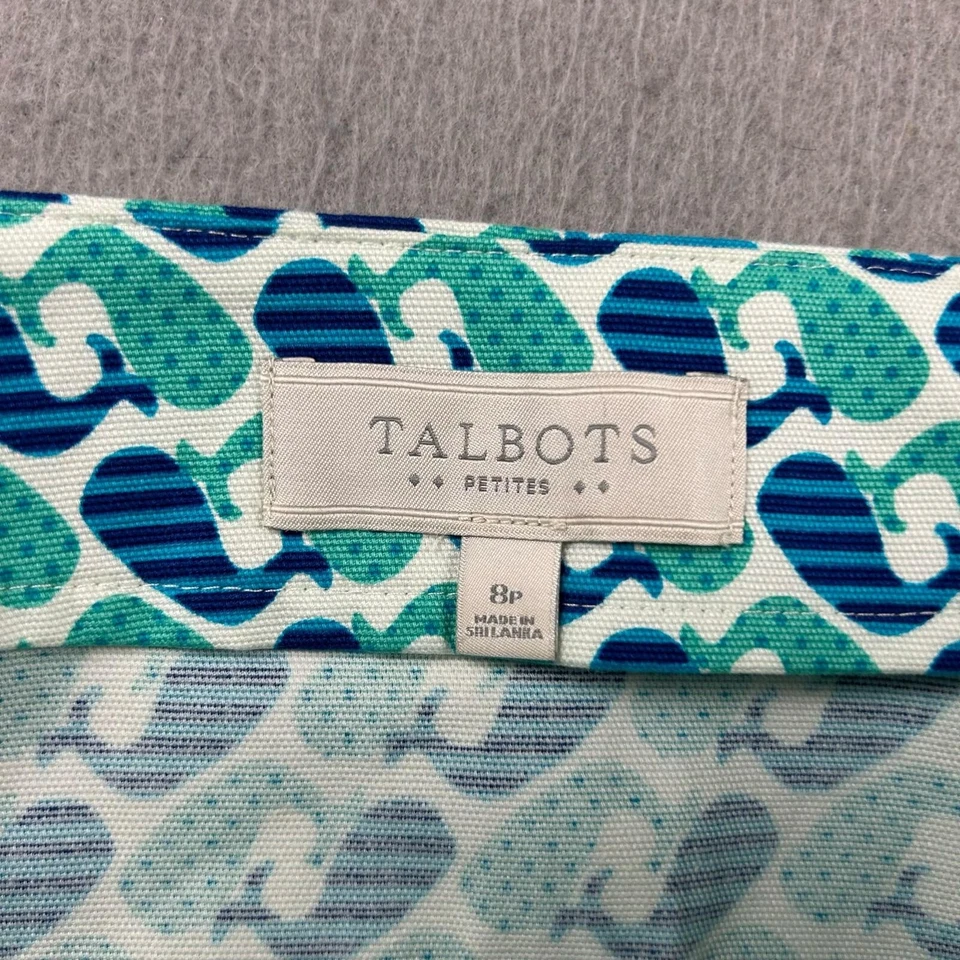 TALBOTS
PETITES
8P
MADE IN
SRI LANKA